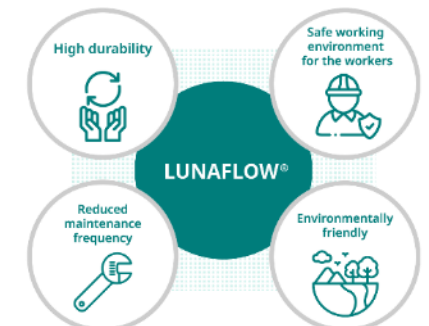 High durability
Safe working
environment
for the workers
LUNAFLOW®
Reduced
maintenance
frequency
Environmentally
friendly